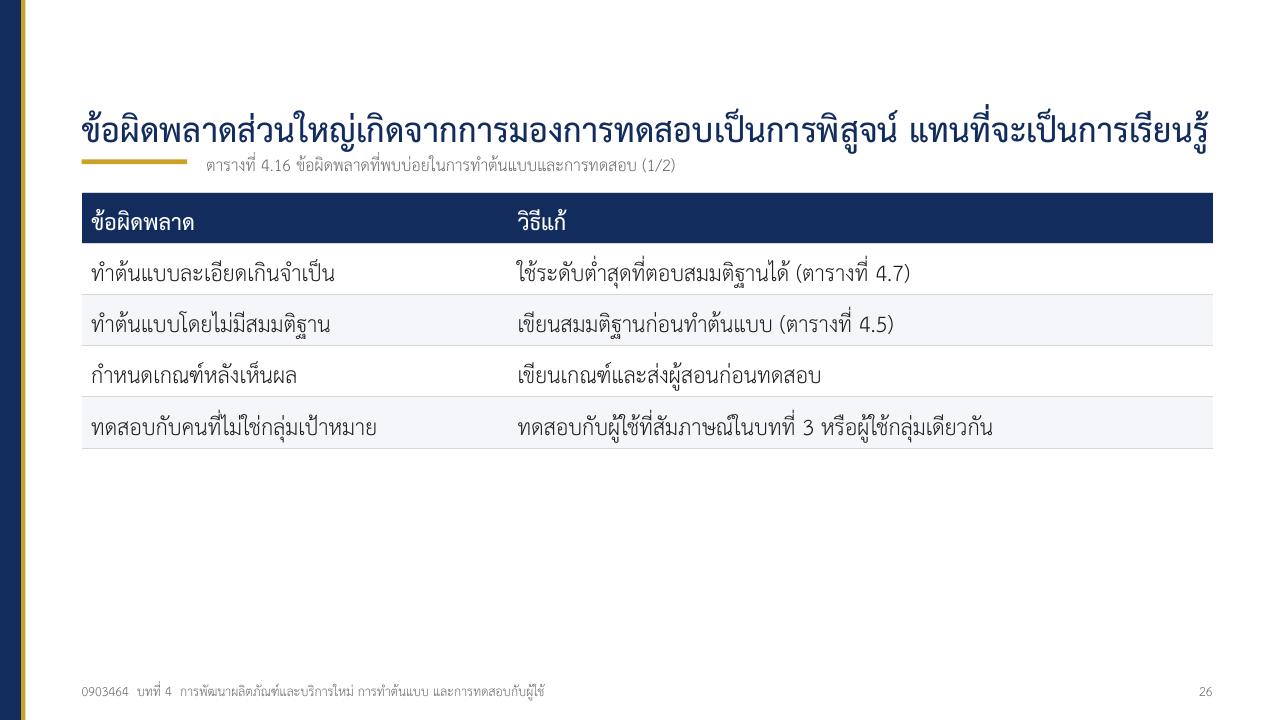 ข้อผิดพลาดส่วนใหญ่เกิดจากการมองการทดสอบเป็นการพิสูจน์ แทนที่จะเป็นการเรียนรู้
ตารางที่ 4.16 ข้อผิดพลาดที่พบบ่อยในการทำต้นแบบและการทดสอบ (1/2)
ข้อผิดพลาด วิธีแก้
ทำต้นแบบละเอียดเกินจำเป็น ใช้ระดับต่ำสุดที่ตอบสมมติฐานได้ (ตารางที่ 4.7)
ทำต้นแบบโดยไม่มีสมมติฐาน เขียนสมมติฐานก่อนทำต้นแบบ (ตารางที่ 4.5)
กำหนดเกณฑ์หลังเห็นผล เขียนเกณฑ์และส่งผู้สอนก่อนทดสอบ
ทดสอบกับคนที่ไม่ใช่กลุ่มเป้าหมาย ทดสอบกับผู้ใช้ที่สัมภาษณ์ในบทที่ 3 หรือผู้ใช้กลุ่มเดียวกัน
0903464 บทที่ 4 การพัฒนาผลิตภัณฑ์และบริการใหม่ การทำต้นแบบ และการทดสอบกับผู้ใช้ 26